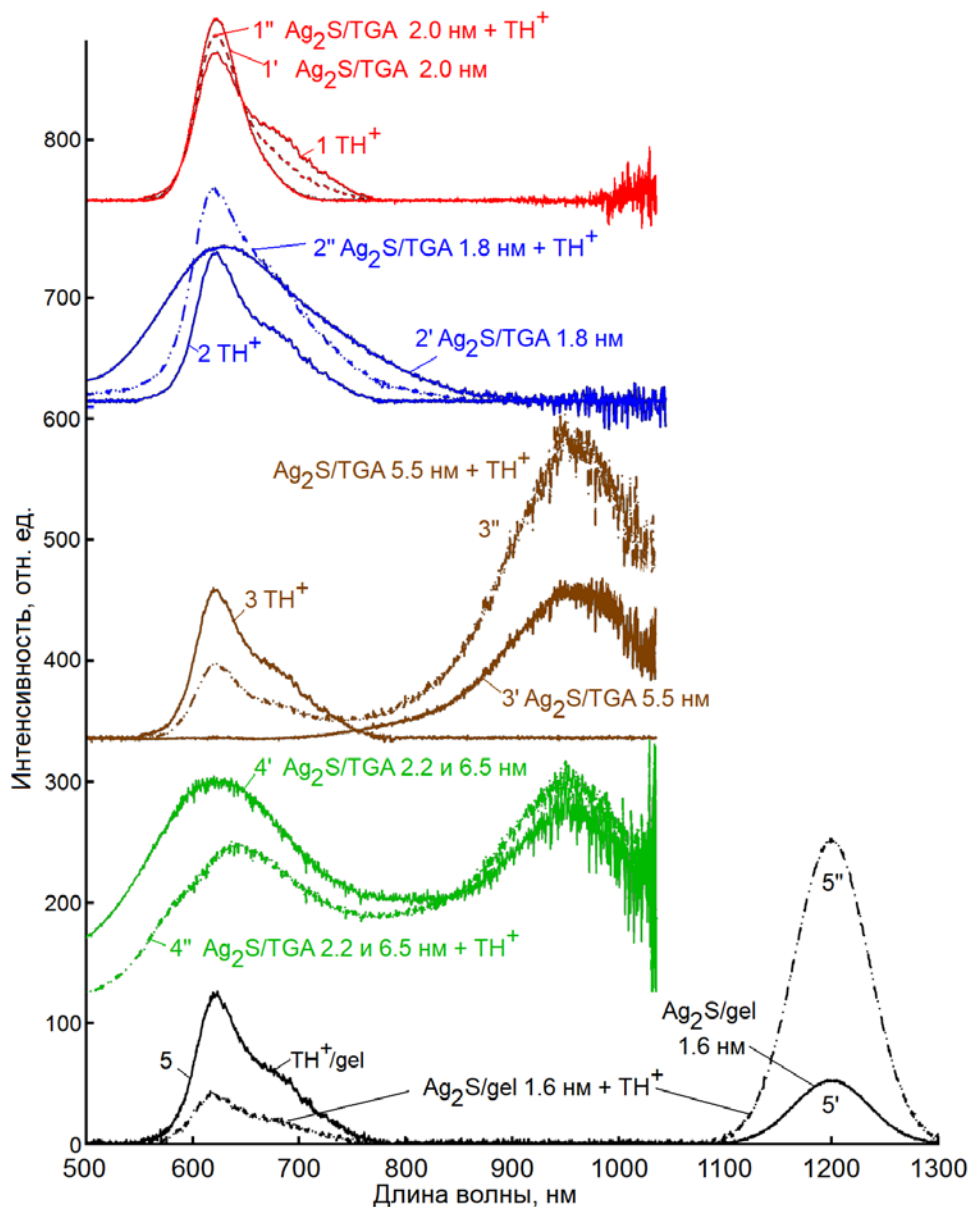 1'' Ag2S/TGA 2.0 нм + TH+
1' Ag2S/TGA 2.0 нм
1 TH+
2'' Ag2S/TGA 1.8 нм + TH+
2' Ag2S/TGA 1.8 нм
2 TH+
Ag2S/TGA 5.5 нм + TH+
3''
3 TH+
3' Ag2S/TGA 5.5 нм
4' Ag2S/TGA 2.2 и 6.5 нм
4'' Ag2S/TGA 2.2 и 6.5 нм + TH+
5
TH+/gel
Ag2S/gel 1.6 нм + TH+
Ag2S/gel
1.6 нм
5''
5'
Интенсивность, отн. ед.
800
700
600
500
400
300
200
100
0
500 600 700 800 900 1000 1100 1200 1300
Длина волны, нм